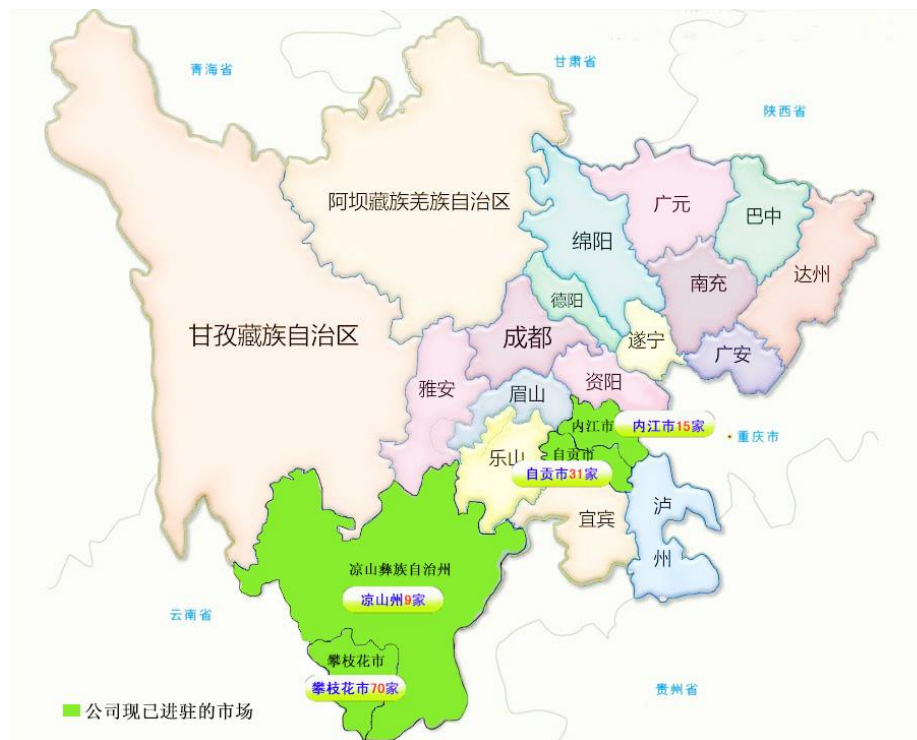 青海省
甘肃省
陕西省
阿坝藏族羌族自治区
广元
巴中
绵阳
达州
南充
德阳
甘孜藏族自治区
成都
遂宁
广安
雅安
资阳
眉山
内江市
内江市15家
重庆市
乐山
自贡市
自贡市31家
泸州
宜宾
凉山彝族自治州
凉山州9家
云南省
攀枝花市
攀枝花市70家
贵州省
公司现已进驻的市场